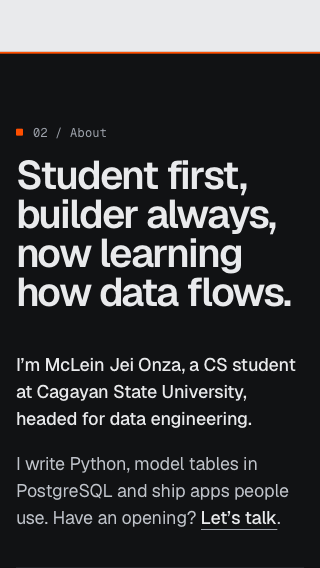 02 / About
Student first,
builder always,
now learning
how data flows.
I’m McLein Jei Onza, a CS student
at Cagayan State University,
headed for data engineering.
I write Python, model tables in
PostgreSQL and ship apps people
use. Have an opening? Let’s talk.